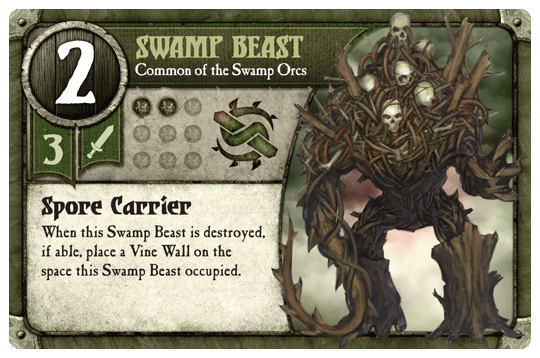 2
SWAMP BEAST
Common of the Swamp Orcs
3
Spore Carrier
When this Swamp Beast is destroyed,
if able, place a Vine Wall on the
space this Swamp Beast occupied.